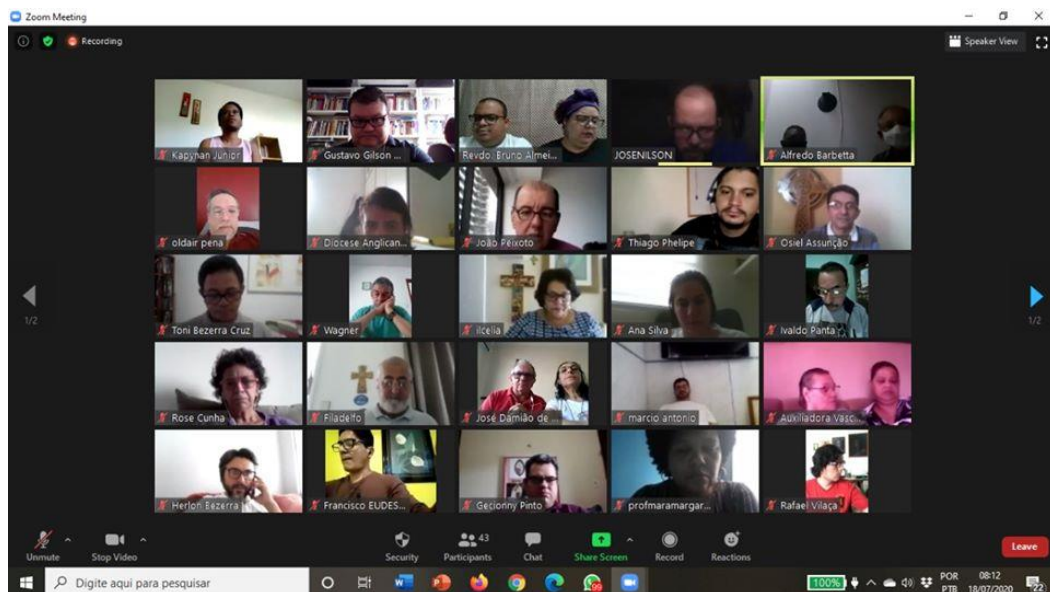 Zoom Meeting
Recording
Speaker View
Kapynan Junior
Gustavo Gilson ...
Revdo. Bruno Almei...
JOSENILSON
Alfredo Barbetta
oldair pena
Diocese Anglican...
João Peixoto
Thiago Phelipe
Osiel Assunção
1/2
1/2
Toni Bezerra Cruz
Wagner
ilcelia
Ana Silva
Ivaldo Panta
Rose Cunha
Filadelfo
José Damião de ...
marcio antonio
Auxiliadora Vasc...
Herlon Bezerra
Francisco EUDES...
Gecionny Pinto
profmaramargar...
Rafael Vilaça
Unmute
Stop Video
Security
Participants
43
Chat
Share Screen
Record
Reactions
Leave
Digite aqui para pesquisar
99
100%
POR
PTB
08:12
18/07/2020
22